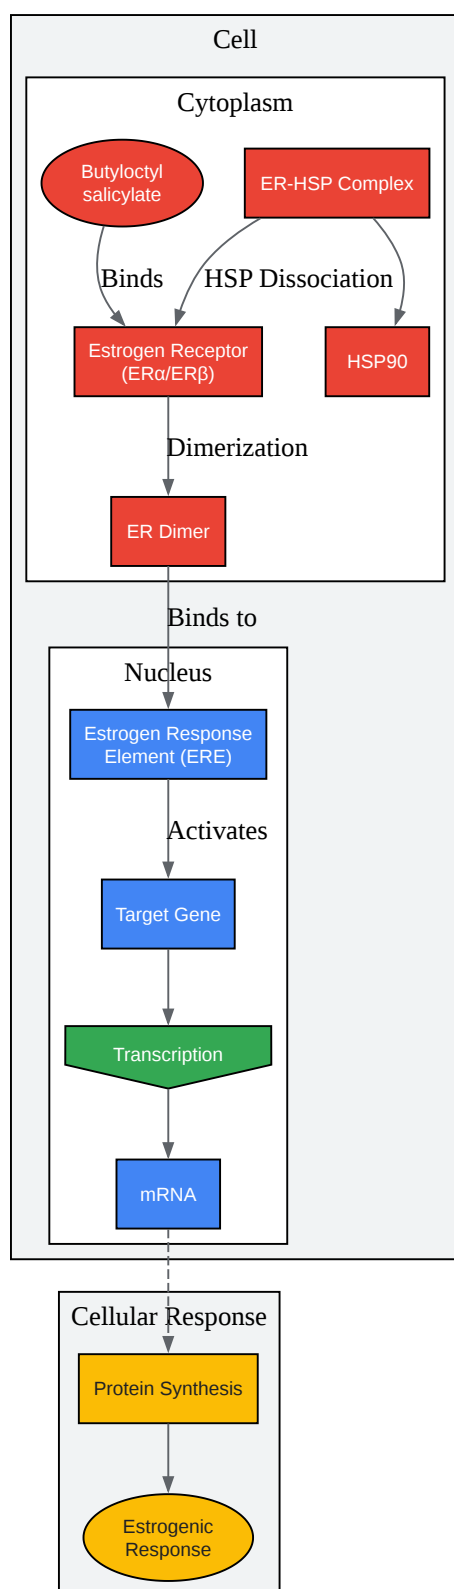 Cell
Cytoplasm
Butyloctyl
salicylate
ER-HSP Complex
Binds
HSP Dissociation
Estrogen Receptor
(ERα/ERβ)
HSP90
Dimerization
ER Dimer
Binds to
Nucleus
Estrogen Response
Element (ERE)
Activates
Target Gene
Transcription
mRNA
Cellular Response
Protein Synthesis
Estrogenic
Response